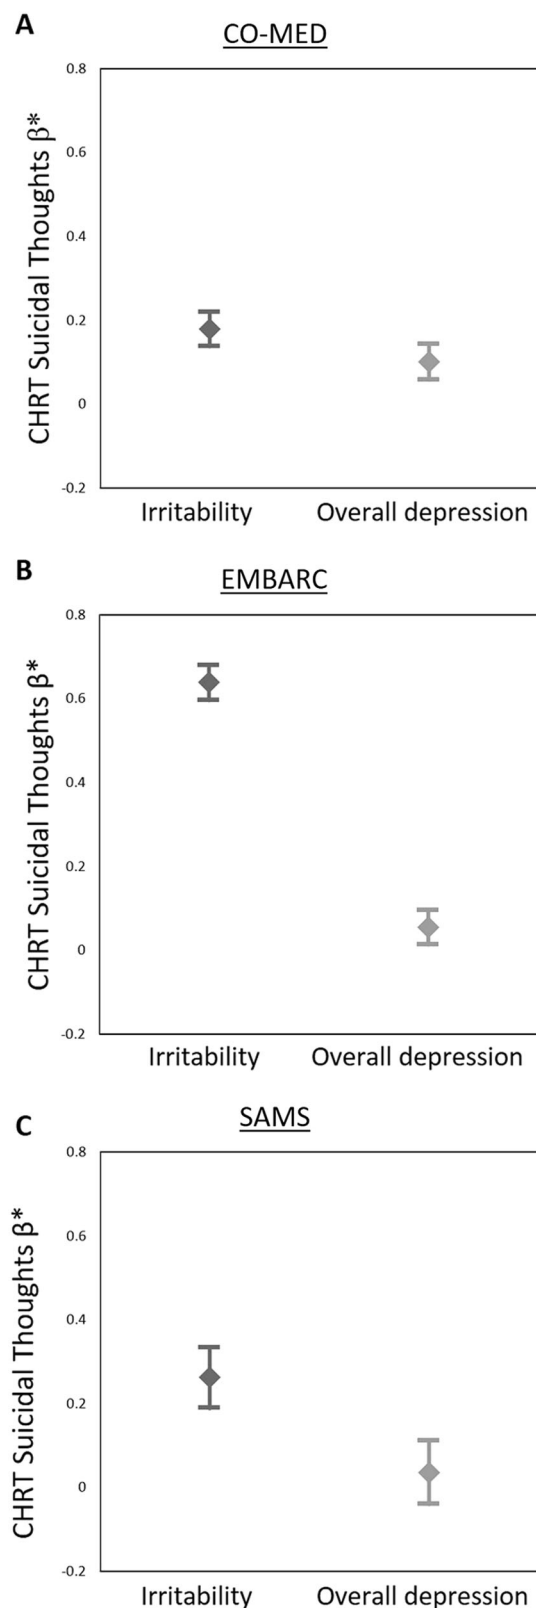 A
CO-MED
CHRT Suicidal Thoughts β*
0.8
0.6
0.4
0.2
0
-0.2
Irritability Overall depression
B
EMBARC
CHRT Suicidal Thoughts β*
0.8
0.6
0.4
0.2
0
-0.2
Irritability Overall depression
C
SAMS
CHRT Suicidal Thoughts β*
0.8
0.6
0.4
0.2
0
-0.2
Irritability Overall depression